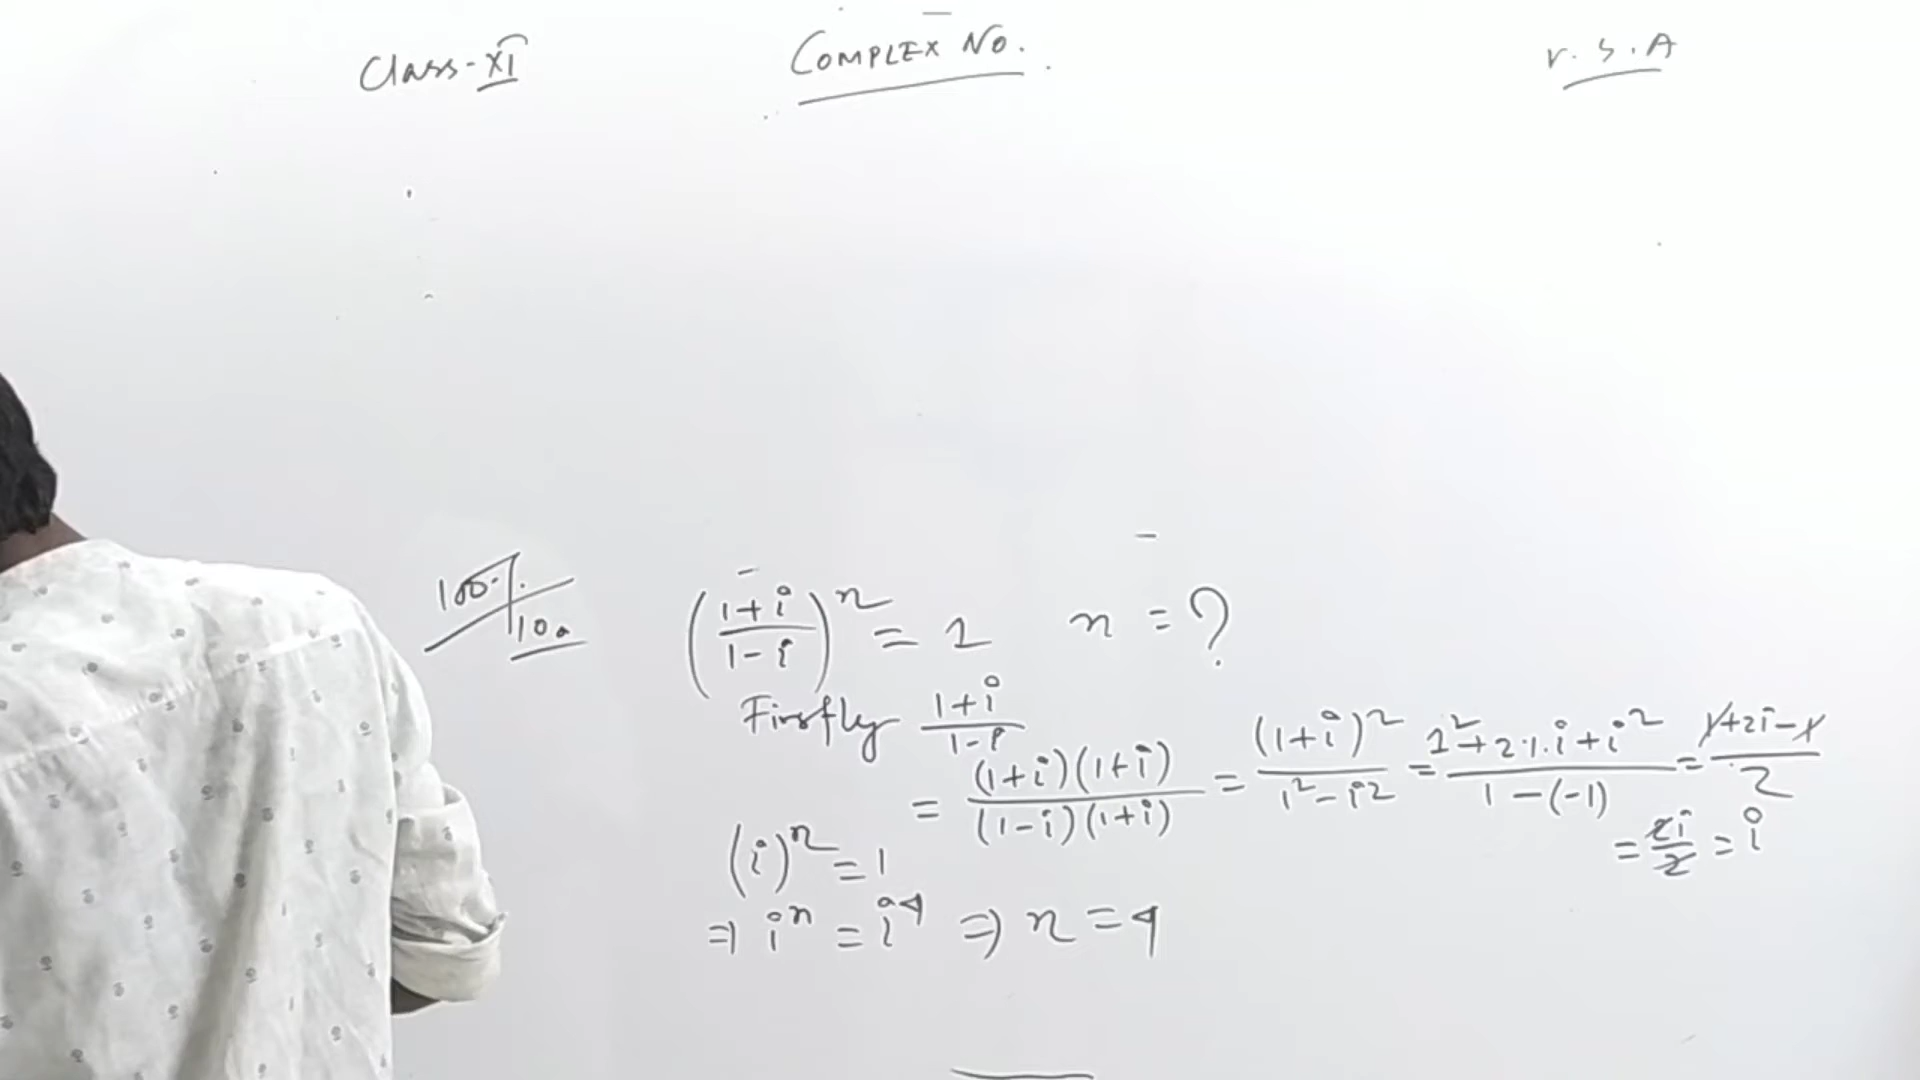 Class-XI
COMPLEX NO.
r. S. A
100%
10a
((1+i)/(1-i))^n = 1 n = ?
Firstly (1+i)/(1-i)
= ((1+i)(1+i))/((1-i)(1+i)) = (1+i)^2/(1^2-i^2) = (1^2+2.1.i+i^2)/(1-(-1)) = (1+2i-1)/2
= 2i/2 = i
(i)^n = 1
⇒ i^n = i^4 ⇒ n = 4